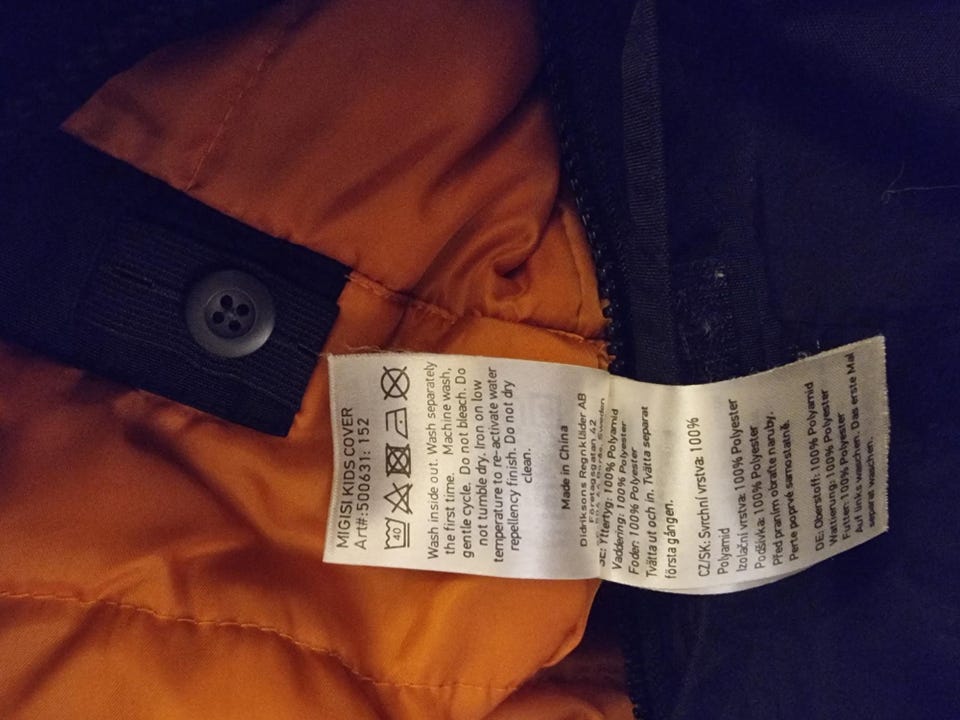 MIGISI KIDS COVER
Art#:500631: 152
40
Wash inside out. Wash separately
the first time. Machine wash,
gentle cycle. Do not bleach. Do
not tumble dry. Iron on low
temperature to re-activate water
repellency finish. Do not dry
clean.
Made in China
Didriksons Regnkläder AB
Företagsgatan 42
Sweden
SE: Yttertyg: 100% Polyamid
Vaddering: 100% Polyester
Foder: 100% Polyester
Tvätta ut och in. Tvätta separat
första gången.
CZ/SK: Svrchní vrstva: 100%
Polyamid
Izolační vrstva: 100% Polyester
Podšívka: 100% Polyester
Před praním obraťte naruby.
Perte poprvé samostatně.
DE: Oberstoff: 100% Polyamid
Wattierung: 100% Polyester
Futter: 100% Polyester
Auf links waschen. Das erste Mal
separat waschen.